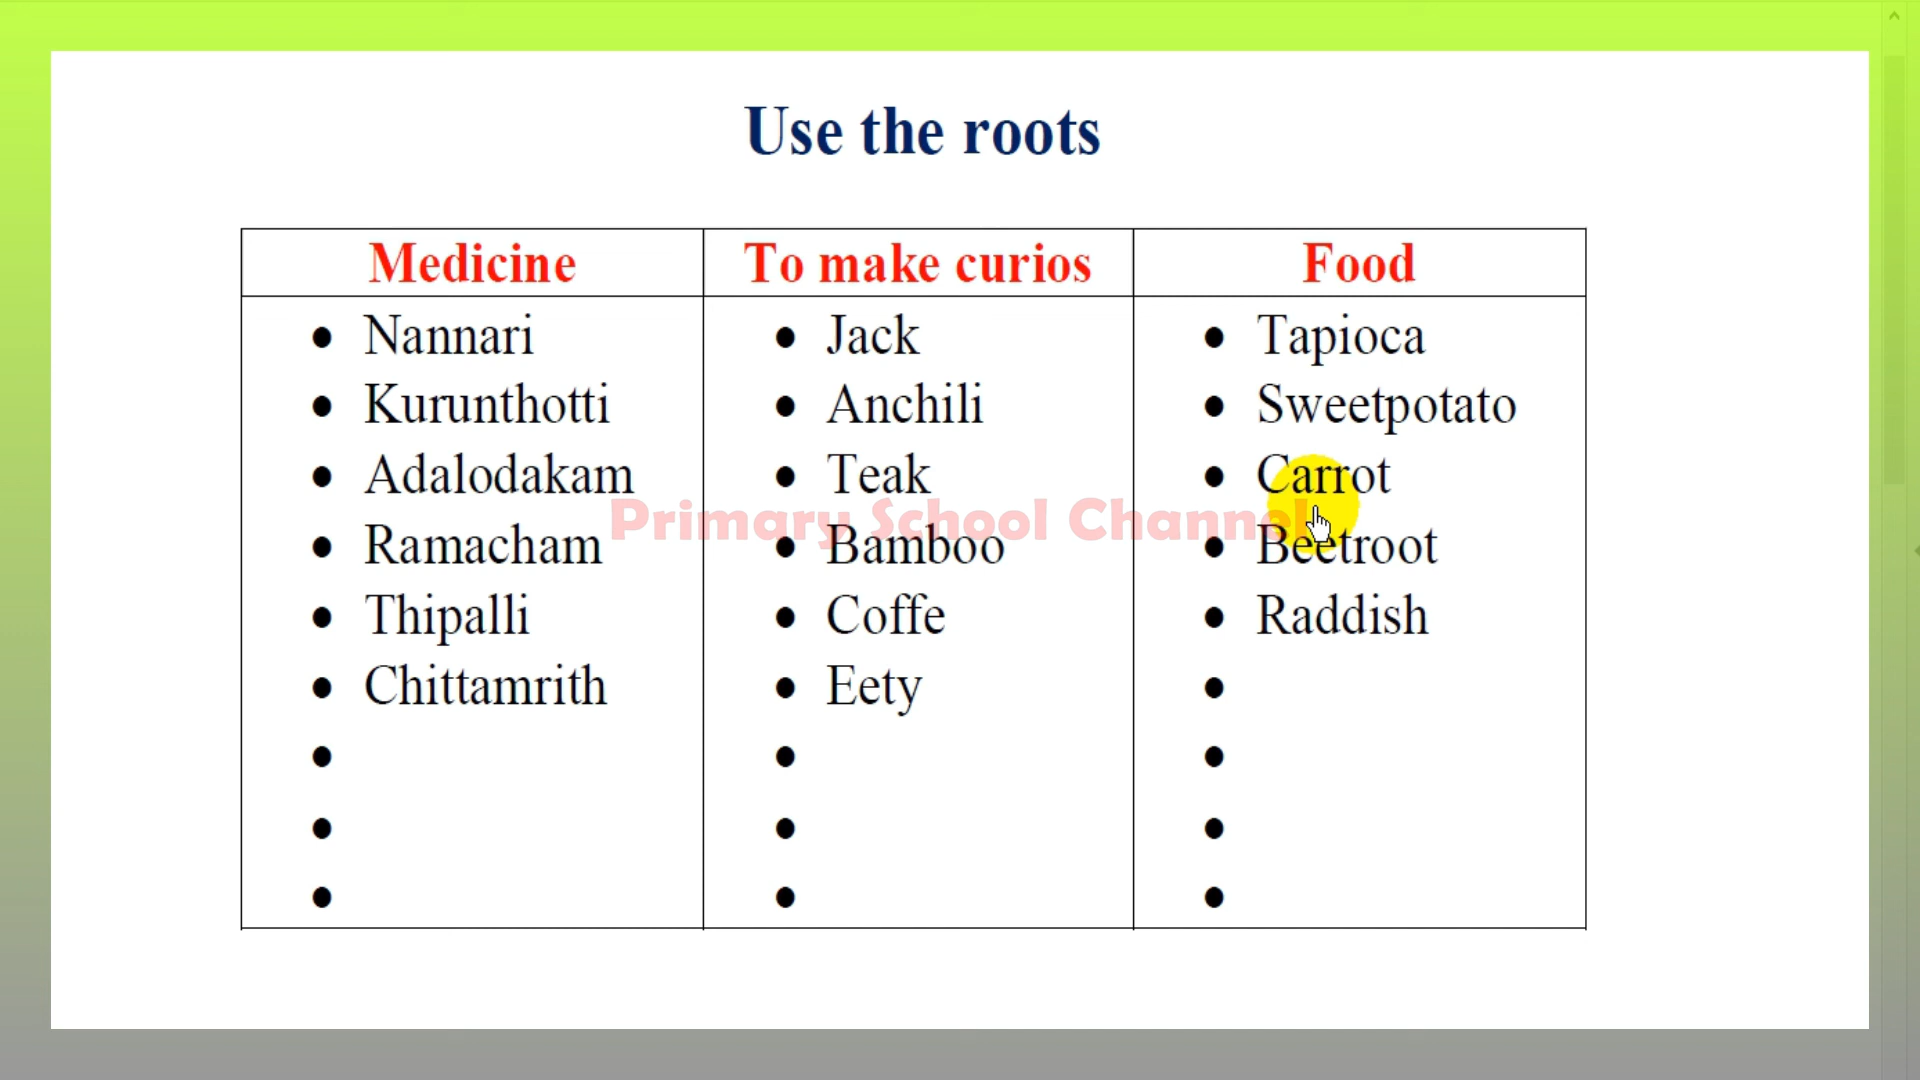 Use the roots
Medicine To make curios Food
• Nannari • Jack • Tapioca
• Kurunthotti • Anchili • Sweetpotato
• Adalodakam • Teak • Carrot
Primary School Channel
• Ramacham • Bamboo • Beetroot
• Thipalli • Coffe • Raddish
• Chittamrith • Eety •
• • •
• • •
• • •